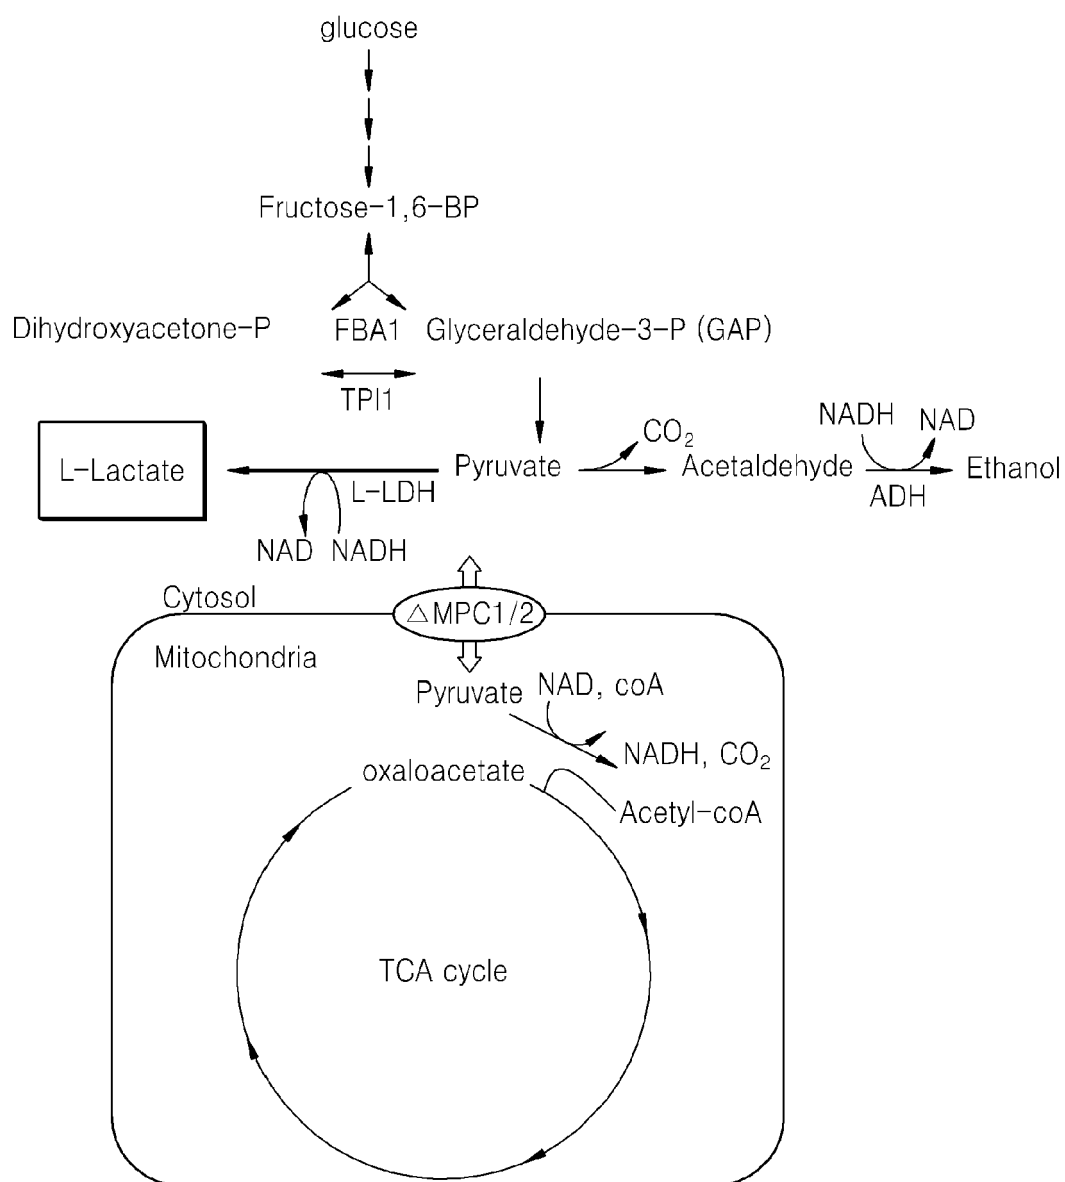 glucose
Fructose-1,6-BP
Dihydroxyacetone-P FBA1 Glyceraldehyde-3-P (GAP)
TPI1
NADH NAD
CO₂
L-Lactate Pyruvate Acetaldehyde Ethanol
L-LDH ADH
NAD NADH
Cytosol
△MPC1/2
Mitochondria
Pyruvate NAD, coA
NADH, CO₂
oxaloacetate
Acetyl-coA
TCA cycle